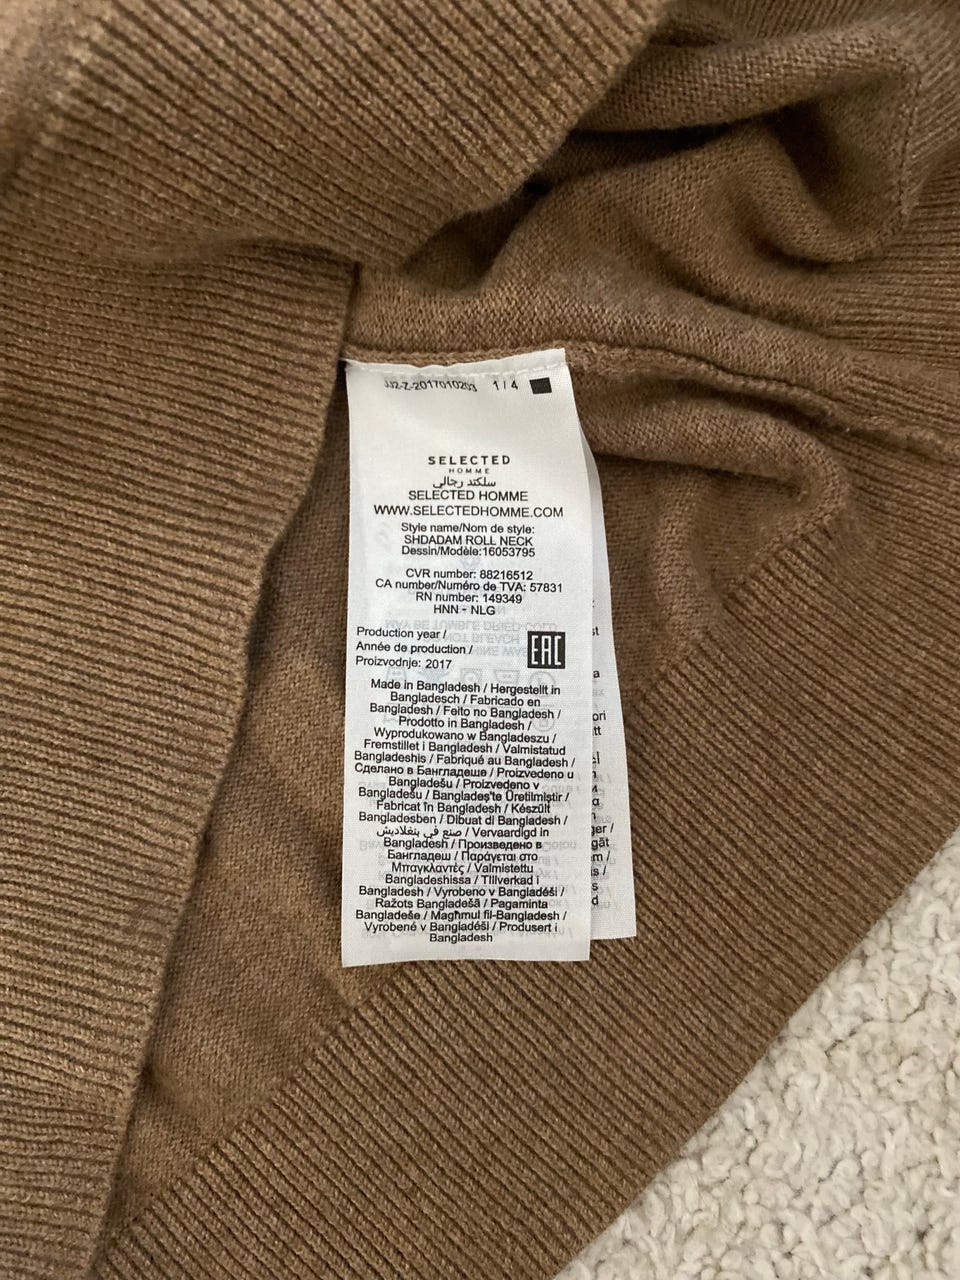 JJ2-Z-2017010203 1 / 4
SELECTED
HOMME
سلكتد رجالي
SELECTED HOMME
WWW.SELECTEDHOMME.COM
Style name/Nom de style:
SHDADAM ROLL NECK
Dessin/Modèle:16053795
CVR number: 88216512
CA number/Numéro de TVA: 57831
RN number: 149349
HNN - NLG
Production year /
Année de production /
Proizvodnje: 2017
EAC
Made in Bangladesh / Hergestellt in
Bangladesch / Fabricado en
Bangladesh / Feito no Bangladesh /
Prodotto in Bangladesh /
Wyprodukowano w Bangladeszu /
Fremstillet i Bangladesh / Valmistatud
Bangladeshis / Fabriqué au Bangladesh /
Сделано в Бангладеше / Proizvedeno u
Bangladešu / Proizvedeno v
Bangladešu / Bangladeş'te Üretilmiştir /
Fabricat în Bangladesh / Készült
Bangladesben / Dibuat di Bangladesh /
صنع في بنغلاديش / Vervaardigd in
Bangladesh / Произведено в
Бангладеш / Παράγεται στο
Μπαγκλαντές / Valmistettu
Bangladeshissa / Tillverkad i
Bangladesh / Vyrobeno v Bangladéši /
Ražots Bangladešā / Pagaminta
Bangladeše / Magħmul fil-Bangladesh /
Vyrobené v Bangladéši / Produsert i
Bangladesh